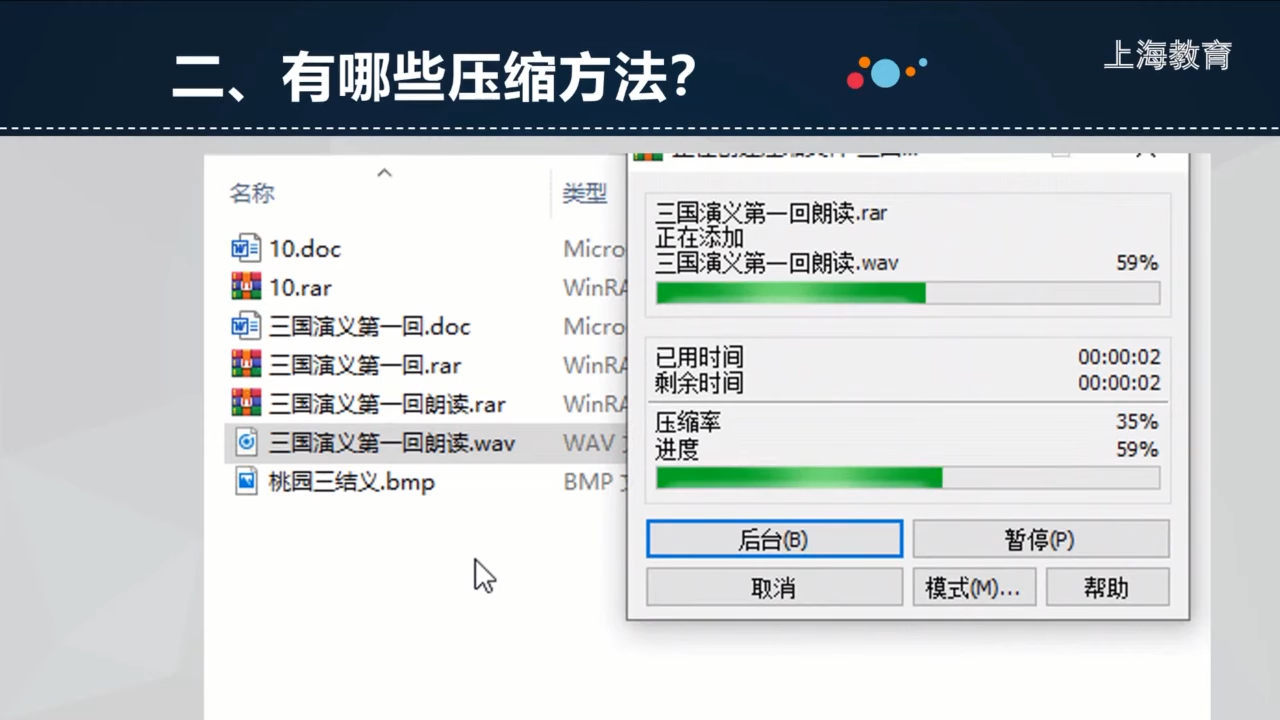 二、有哪些压缩方法?
上海教育
名称
类型
10.doc
Micro
10.rar
WinRA
三国演义第一回.doc
Micro
三国演义第一回.rar
WinRA
三国演义第一回朗读.rar
WinRA
三国演义第一回朗读.wav
WAV
桃园三结义.bmp
BMP
三国演义第一回朗读.rar
正在添加
三国演义第一回朗读.wav 59%
已用时间 00:00:02
剩余时间 00:00:02
压缩率 35%
进度 59%
后台(B)
暂停(P)
取消
模式(M)...
帮助